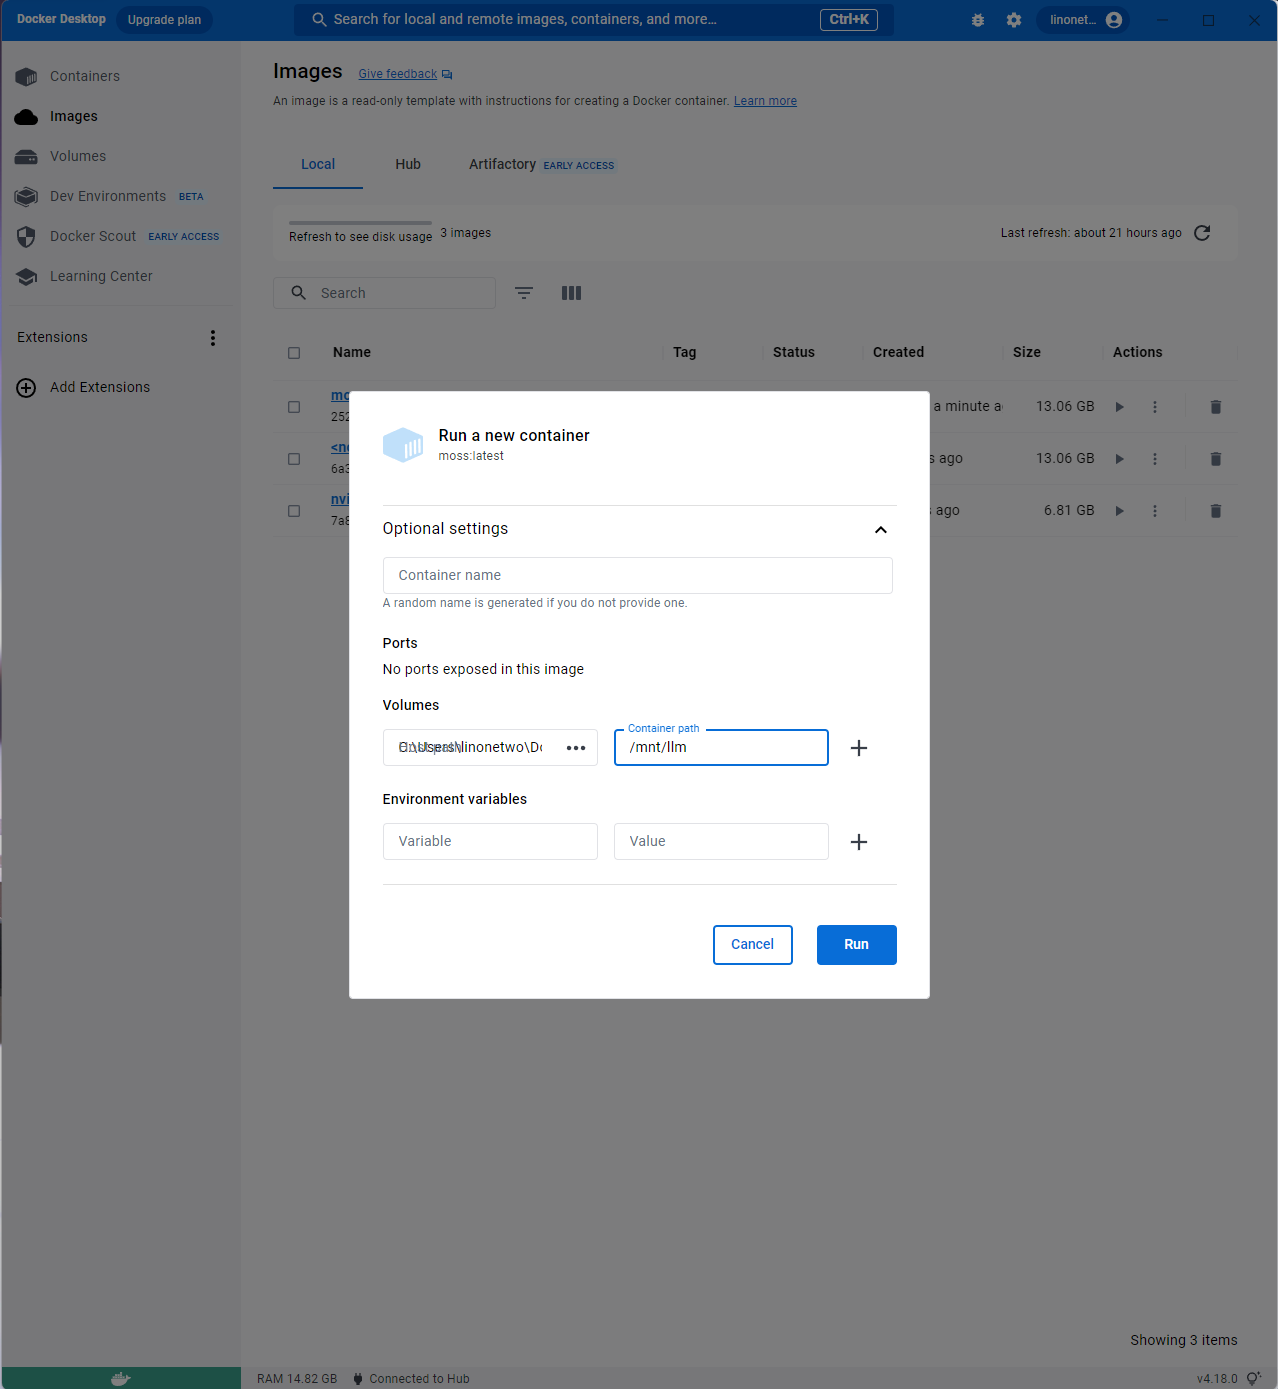 Docker Desktop Upgrade plan Search for local and remote images, containers, and more... Ctrl+K linonet...
Containers
Images
Volumes
Dev Environments BETA
Docker Scout EARLY ACCESS
Learning Center
Extensions
Add Extensions
Images Give feedback
An image is a read-only template with instructions for creating a Docker container. Learn more
Local Hub Artifactory EARLY ACCESS
Refresh to see disk usage 3 images Last refresh: about 21 hours ago
Search
Name Tag Status Created Size Actions
a minute a 13.06 GB
252
s ago 13.06 GB
6a3
nvi ago 6.81 GB
7a8
Run a new container
moss:latest
Optional settings
Container name
A random name is generated if you do not provide one.
Ports
No ports exposed in this image
Volumes
Container path
/mnt/llm
Environment variables
Variable Value
Cancel Run
Showing 3 items
RAM 14.82 GB Connected to Hub v4.18.0